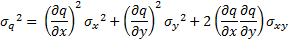 σ_q² = (∂q/∂x)² σ_x² + (∂q/∂y)² σ_y² + 2 (∂q/∂x ∂q/∂y) σ_xy